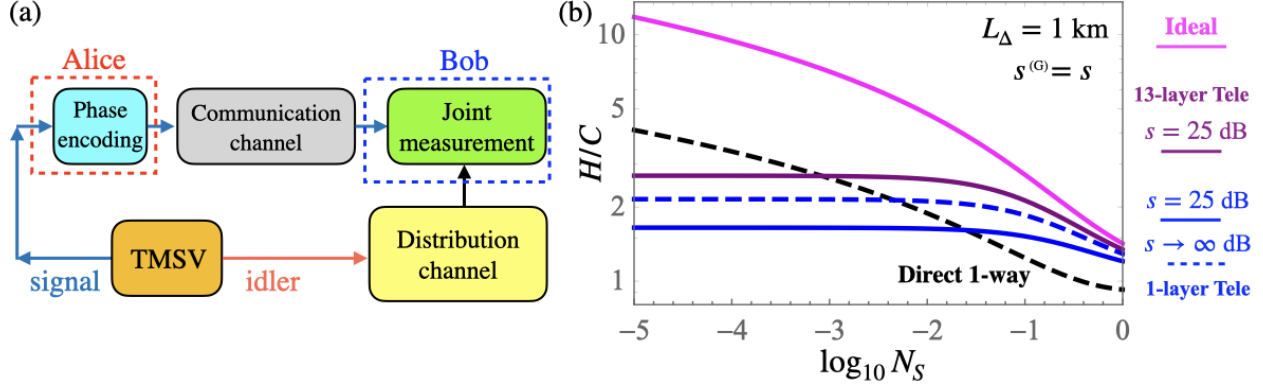 (a)
Alice
Phase
encoding
Communication
channel
Bob
Joint
measurement
TMSV
signal
idler
Distribution
channel
(b)
H/C
10
5
2
1
L_Δ = 1 km
s^(G) = s
Direct 1-way
−5
−4
−3
−2
−1
0
log₁₀ N_S
Ideal
13-layer Tele
s = 25 dB
s = 25 dB
s → ∞ dB
1-layer Tele